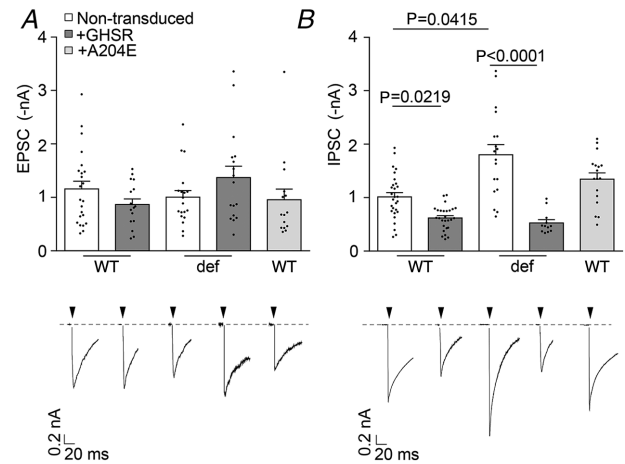 A
Non-transduced
+GHSR
+A204E
EPSC (-nA)
4
3
2
1
0
WT
def
WT
0.2 nA
20 ms
B
P=0.0415
P<0.0001
P=0.0219
IPSC (-nA)
4
3
2
1
0
WT
def
WT
0.2 nA
20 ms